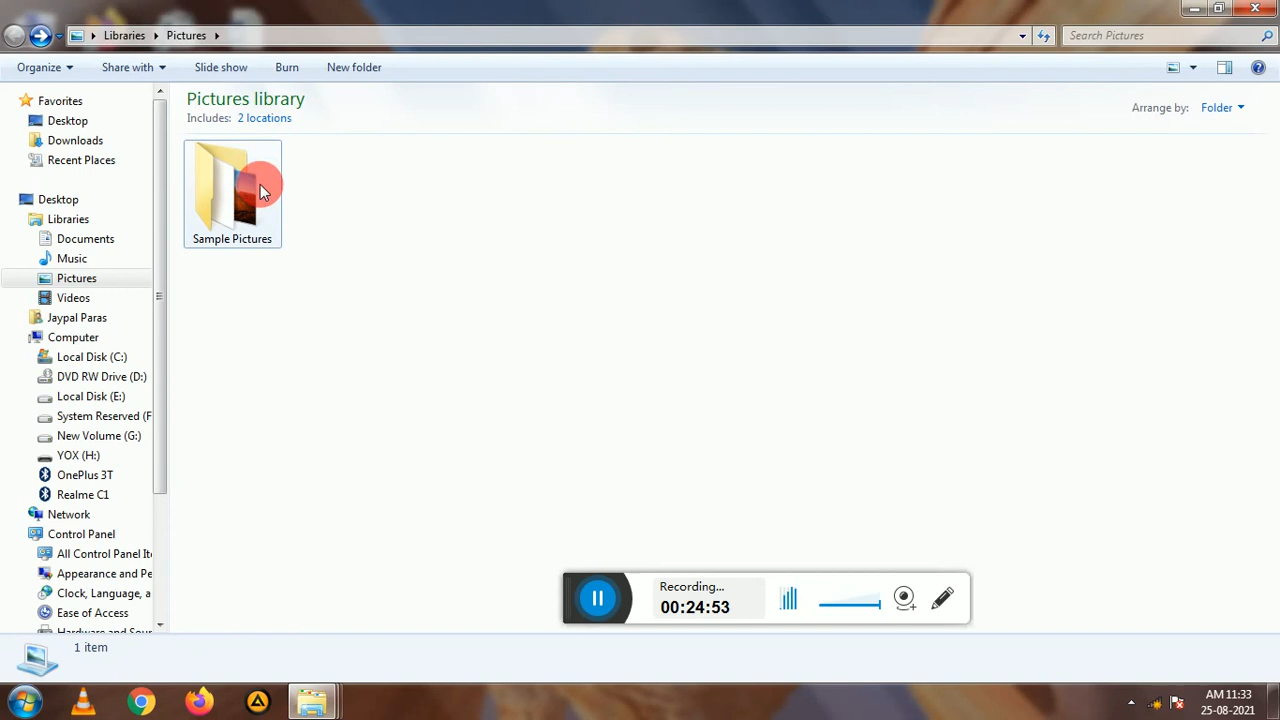 Libraries Pictures
Search Pictures
Organize Share with Slide show Burn New folder
Favorites
Desktop
Downloads
Recent Places
Desktop
Libraries
Documents
Music
Pictures
Videos
Jaypal Paras
Computer
Local Disk (C:)
DVD RW Drive (D:)
Local Disk (E:)
System Reserved (F
New Volume (G:)
YOX (H:)
OnePlus 3T
Realme C1
Network
Control Panel
All Control Panel Ite
Appearance and Pe
Clock, Language, a
Ease of Access
Hardware and Sour
Pictures library
Includes: 2 locations
Arrange by: Folder
Sample Pictures
Recording...
00:24:53
1 item
AM 11:33
25-08-2021